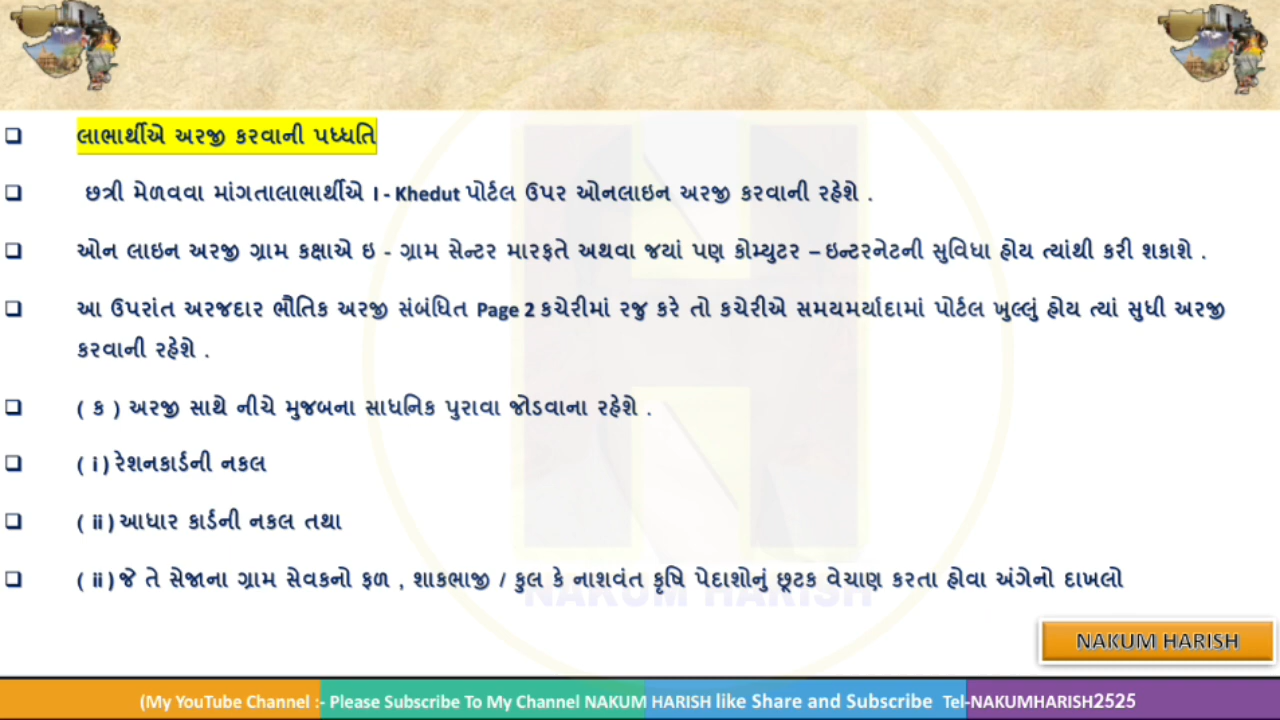 લાભાર્થીએ અરજી કરવાની પધ્ધતિ
છત્રી મેળવવા માંગતાલાભાર્થીએ I - Khedut પોર્ટલ ઉપર ઓનલાઇન અરજી કરવાની રહેશે .
ઓન લાઇન અરજી ગ્રામ કક્ષાએ ઇ - ગ્રામ સેન્ટર મારફતે અથવા જયાં પણ કોમ્યુટર – ઇન્ટરનેટની સુવિધા હોય ત્યાંથી કરી શકાશે .
આ ઉપરાંત અરજદાર ભૌતિક અરજી સંબંધિત Page 2 કચેરીમાં રજુ કરે તો કચેરીએ સમયમર્યાદામાં પોર્ટલ ખુલ્લું હોય ત્યાં સુધી અરજી
કરવાની રહેશે .
( ક ) અરજી સાથે નીચે મુજબના સાધનિક પુરાવા જોડવાના રહેશે .
( i ) રેશનકાર્ડની નકલ
( ii ) આધાર કાર્ડની નકલ તથા
( ii ) જે તે સેજાના ગ્રામ સેવકનો ફળ , શાકભાજી / ફુલ કે નાશવંત કૃષિ પેદાશોનું છૂટક વેચાણ કરતા હોવા અંગેનો દાખલો
NAKUM HARISH
NAKUM HARISH
(My YouTube Channel :- Please Subscribe To My Channel NAKUM HARISH like Share and Subscribe Tel-NAKUMHARISH2525